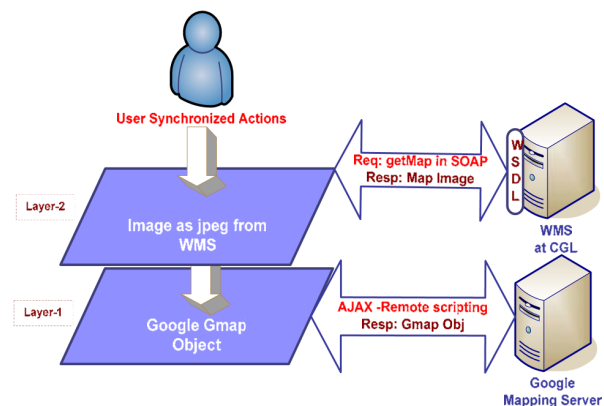 User Synchronized Actions
Req: getMap in SOAP
Resp: Map Image
WSDL
WMS
at CGL
Layer-2
Image as jpeg from
WMS
Layer-1
Google Gmap
Object
AJAX -Remote scripting
Resp: Gmap Obj
Google
Mapping Server